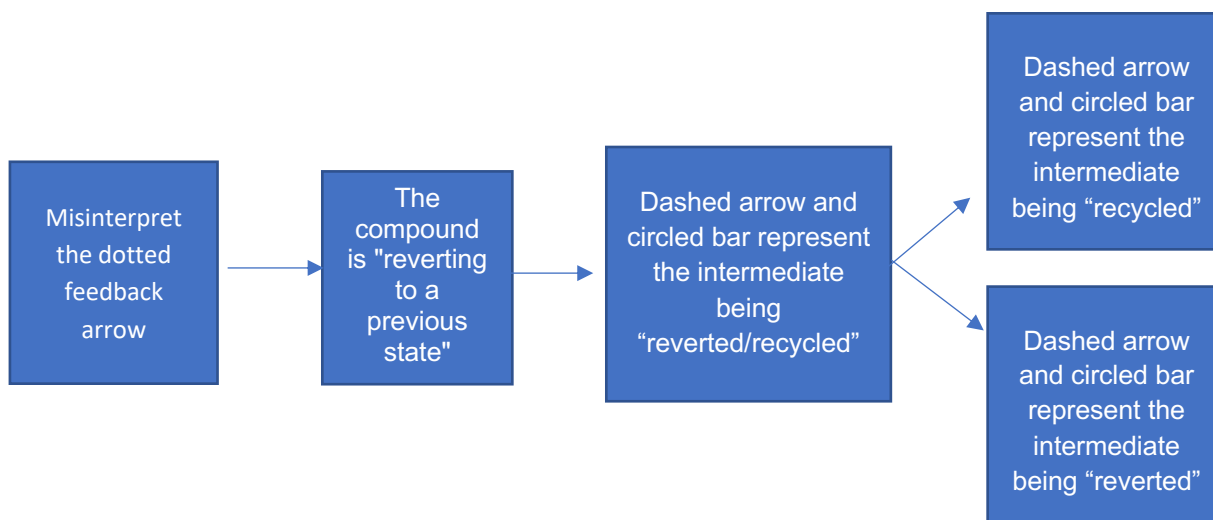 Misinterpret
the dotted
feedback
arrow
The
compound
is "reverting
to a
previous
state"
Dashed arrow and
circled bar represent
the intermediate
being
“reverted/recycled”
Dashed arrow
and circled bar
represent the
intermediate
being “recycled”
Dashed arrow
and circled bar
represent the
intermediate
being “reverted”